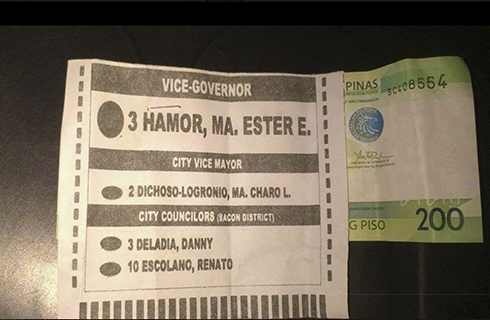 VICE-GOVERNOR
3 HAMOR, MA. ESTER E.
CITY VICE MAYOR
2 DICHOSO-LOGRONIO, MA. CHARO L.
CITY COUNCILORS (BACON DISTRICT)
3 DELADIA, DANNY
10 ESCOLANO, RENATO
PINAS
SC408554
200
G PISO